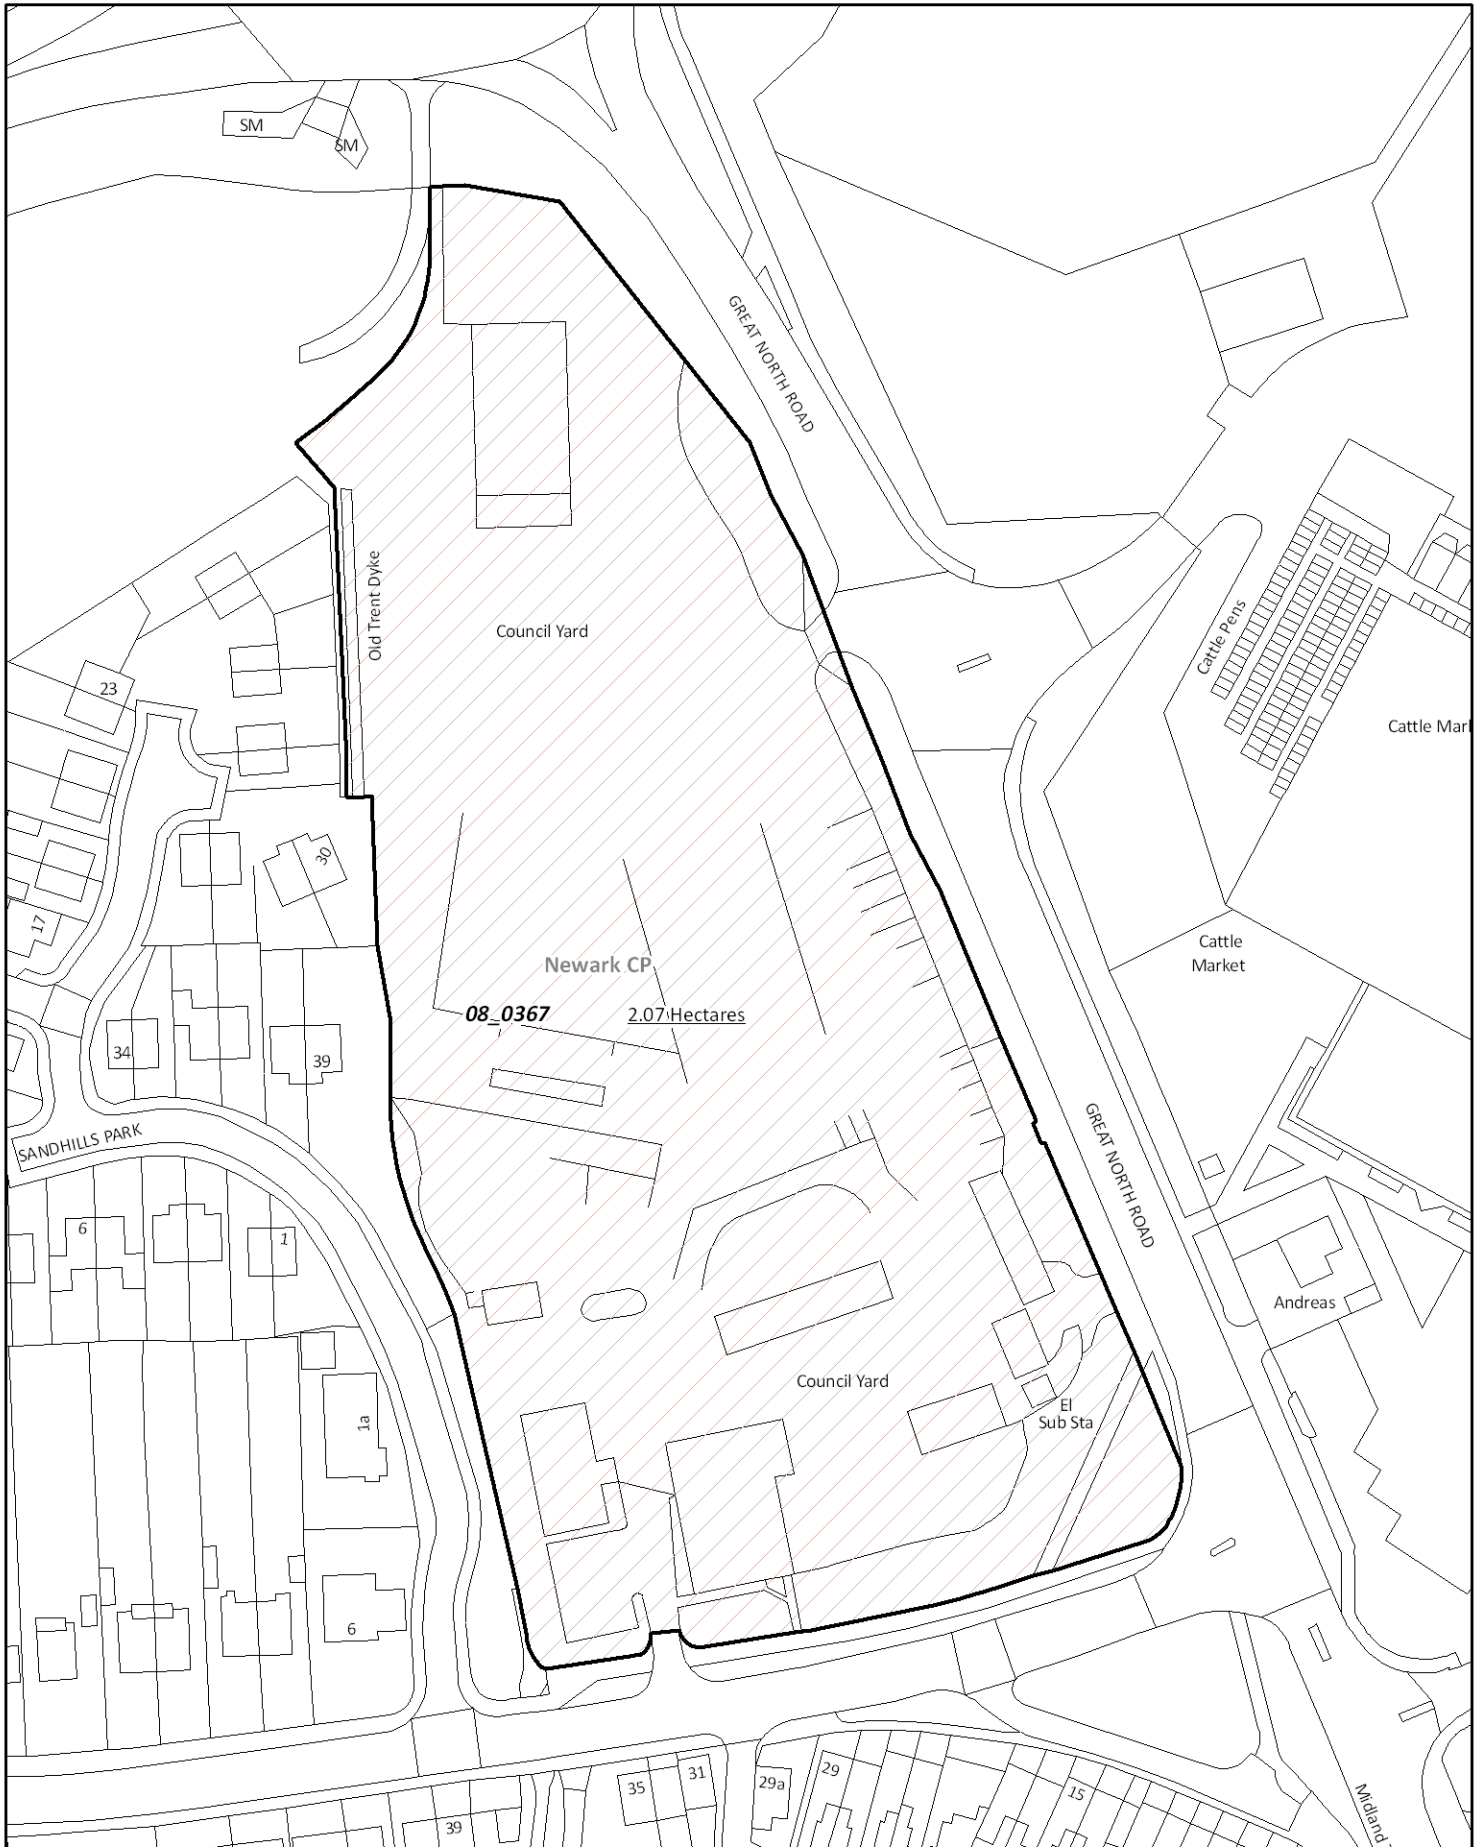 SM
SM
GREAT NORTH ROAD
Old Trent Dyke
Council Yard
Cattle Pens
23
Cattle Mar
30
17
Cattle
Market
Newark CP
08_0367
2.07 Hectares
34
39
SANDHILLS PARK
GREAT NORTH ROAD
6
1
Andreas
Council Yard
El
Sub Sta
1a
6
29
31
29a
35
15
39
Midland